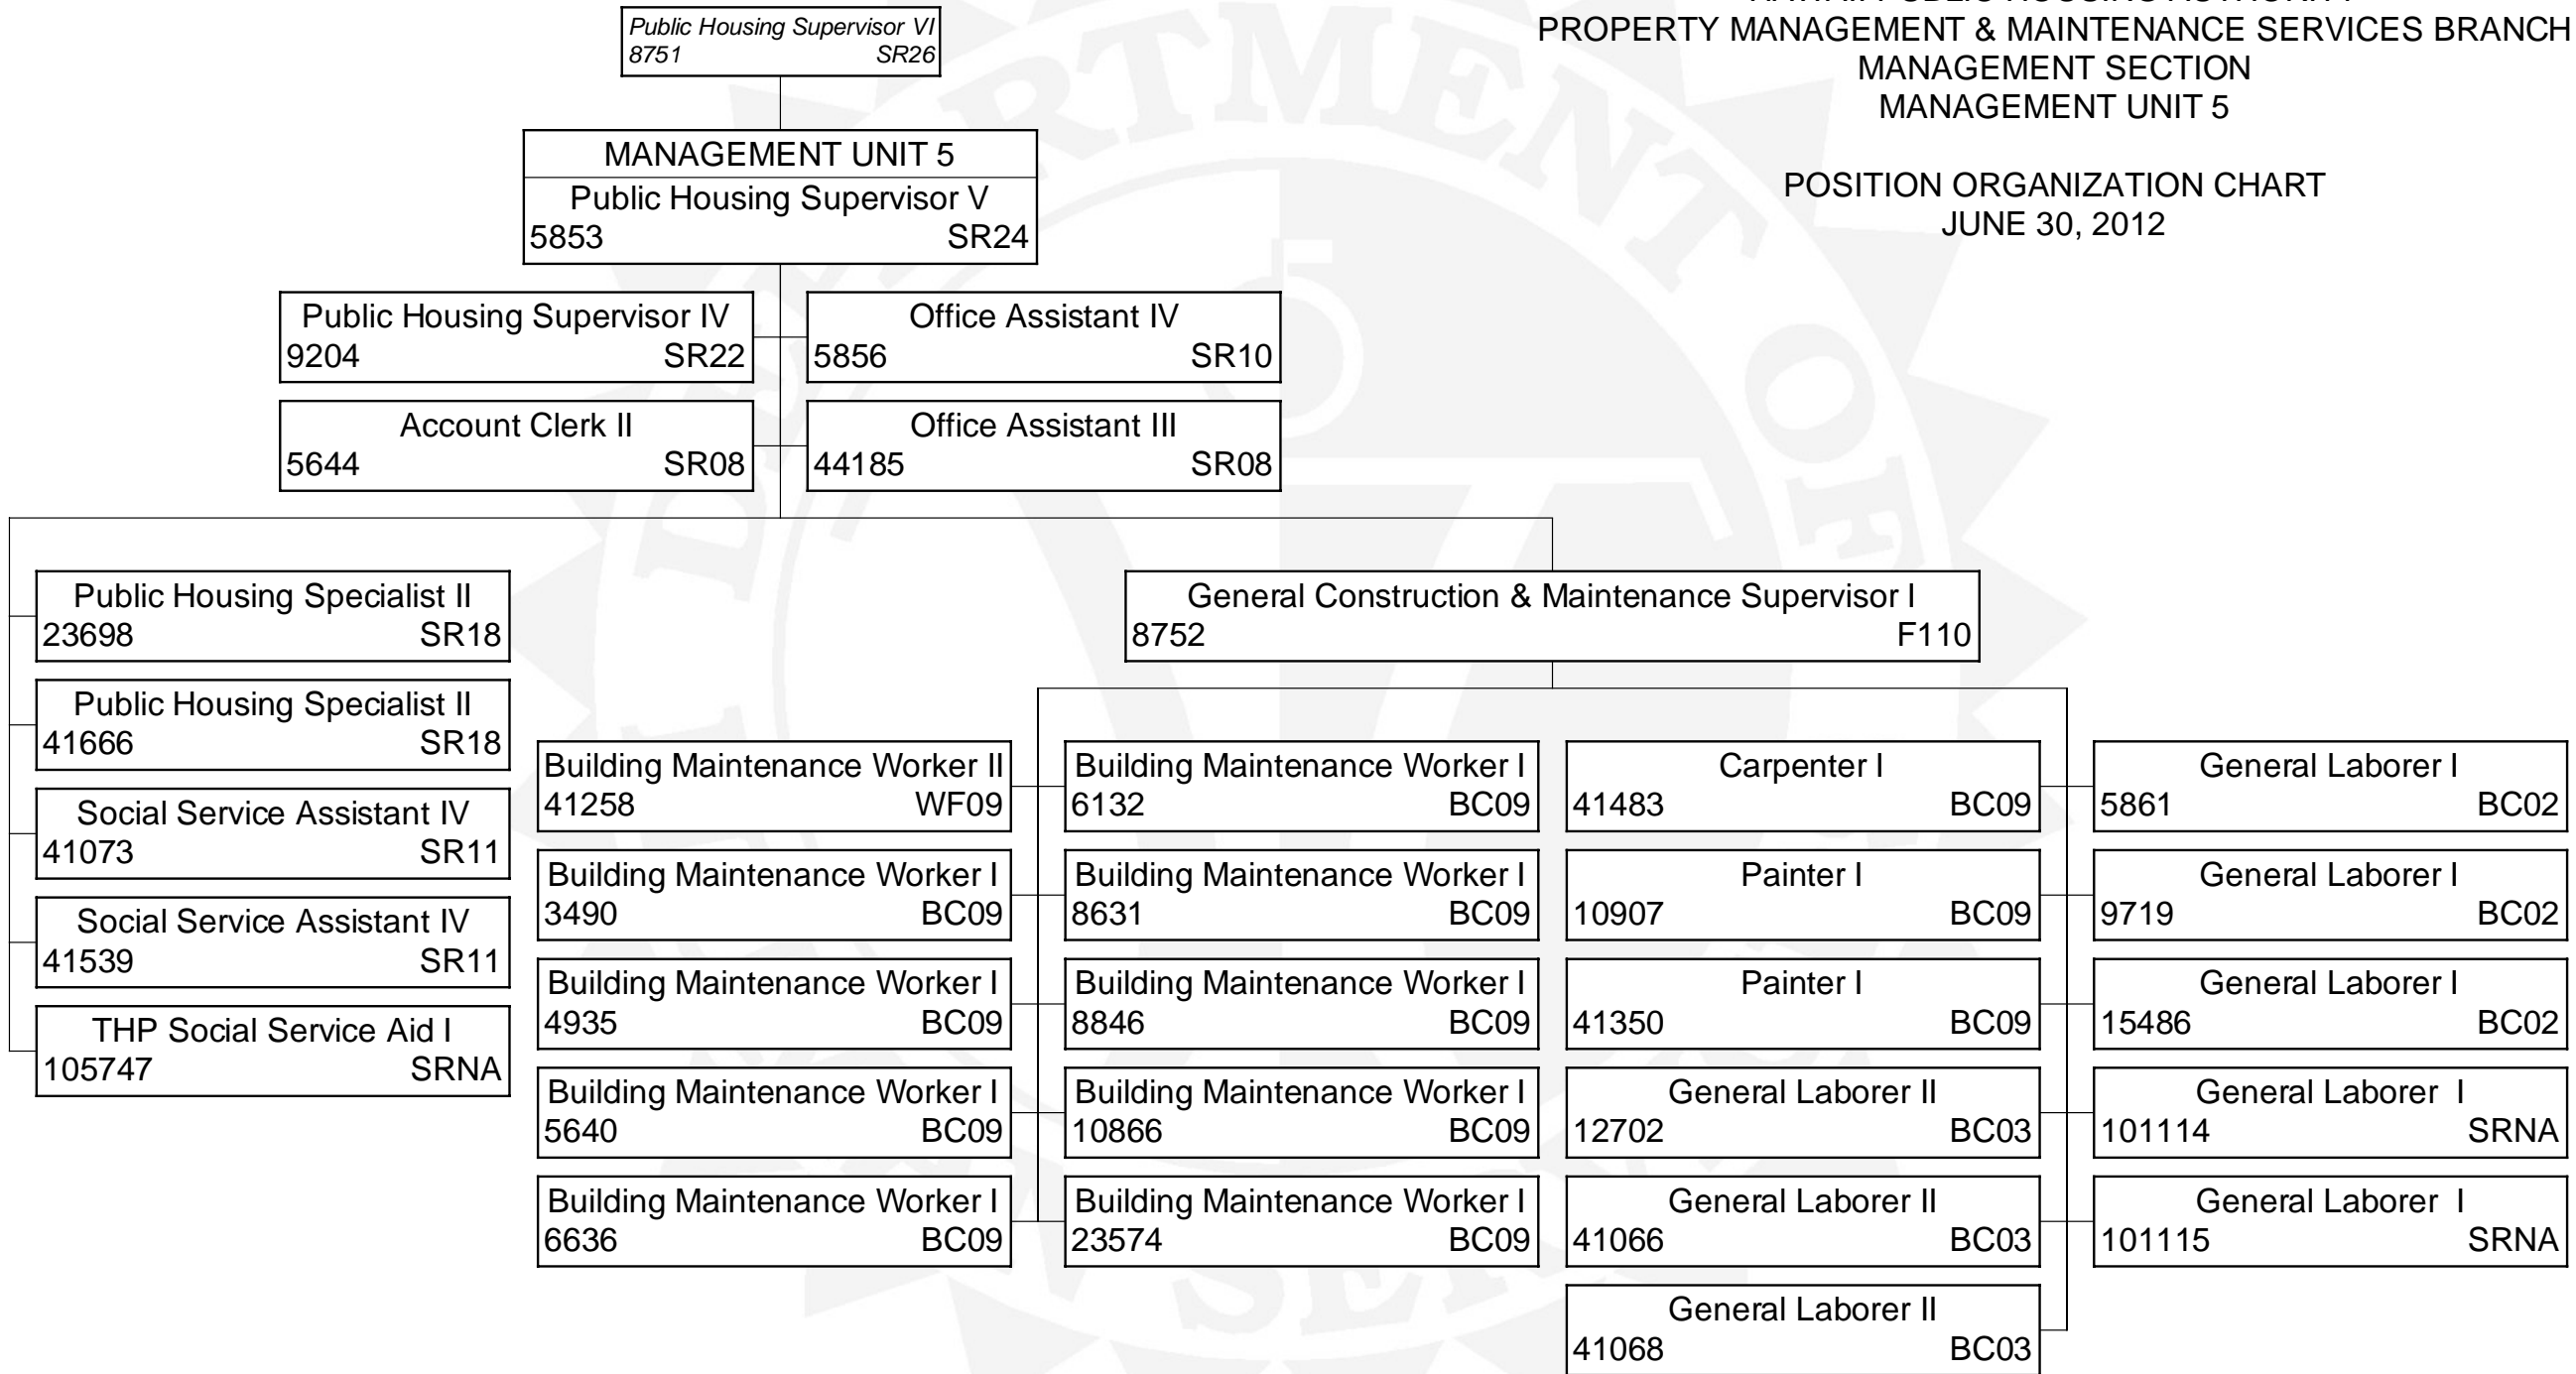 PUBLIC HOUSING AUTHORITY
PROPERTY MANAGEMENT & MAINTENANCE SERVICES BRANCH
MANAGEMENT SECTION
MANAGEMENT UNIT 5
POSITION ORGANIZATION CHART
JUNE 30, 2012
Public Housing Supervisor VI
8751 SR26
MANAGEMENT UNIT 5
Public Housing Supervisor V
5853 SR24
Public Housing Supervisor IV
9204 SR22
Office Assistant IV
5856 SR10
Account Clerk II
5644 SR08
Office Assistant III
44185 SR08
Public Housing Specialist II
23698 SR18
Public Housing Specialist II
41666 SR18
Social Service Assistant IV
41073 SR11
Social Service Assistant IV
41539 SR11
THP Social Service Aid I
105747 SRNA
General Construction & Maintenance Supervisor I
8752 F110
Building Maintenance Worker II
41258 WF09
Building Maintenance Worker I
3490 BC09
Building Maintenance Worker I
4935 BC09
Building Maintenance Worker I
5640 BC09
Building Maintenance Worker I
6636 BC09
Building Maintenance Worker I
6132 BC09
Building Maintenance Worker I
8631 BC09
Building Maintenance Worker I
8846 BC09
Building Maintenance Worker I
10866 BC09
Building Maintenance Worker I
23574 BC09
Carpenter I
41483 BC09
Painter I
10907 BC09
Painter I
41350 BC09
General Laborer II
12702 BC03
General Laborer II
41066 BC03
General Laborer II
41068 BC03
General Laborer I
5861 BC02
General Laborer I
9719 BC02
General Laborer I
15486 BC02
General Laborer I
101114 SRNA
General Laborer I
101115 SRNA